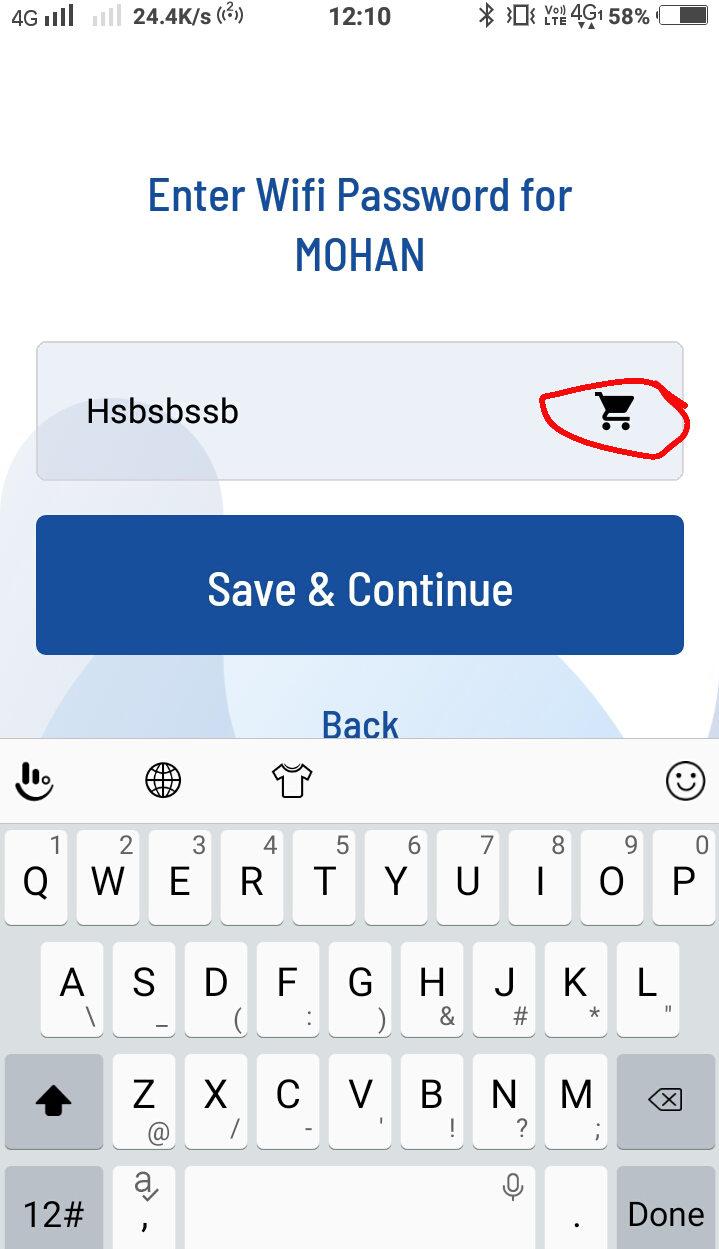 4G 24.4K/s 2 12:10 Vo)) LTE 4G1 58%
Enter Wifi Password for
MOHAN
Hsbsbssb
Save & Continue
Back
1 2 3 4 5 6 7 8 9 0
Q W E R T Y U I O P
A S D F G H J K L
\ _ ( : ) & # * "
Z X C V B N M
@ / - ' ! ? ;
12# a , . Done